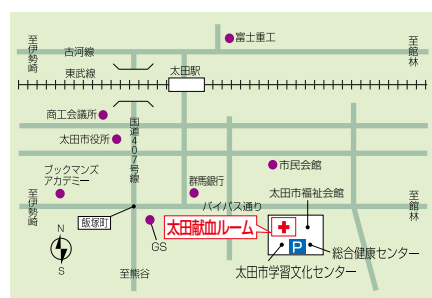 富士重工
至伊勢崎
古河線
至館林
東武線
太田駅
商工会議所
国道407号線
太田市役所
ブックマンズ
アカデミー
市民会館
群馬銀行
太田市福祉会館
至伊勢崎
バイパス通り
至館林
飯塚町
太田献血ルーム
N
GS
P
総合健康センター
S
至熊谷
太田市学習文化センター